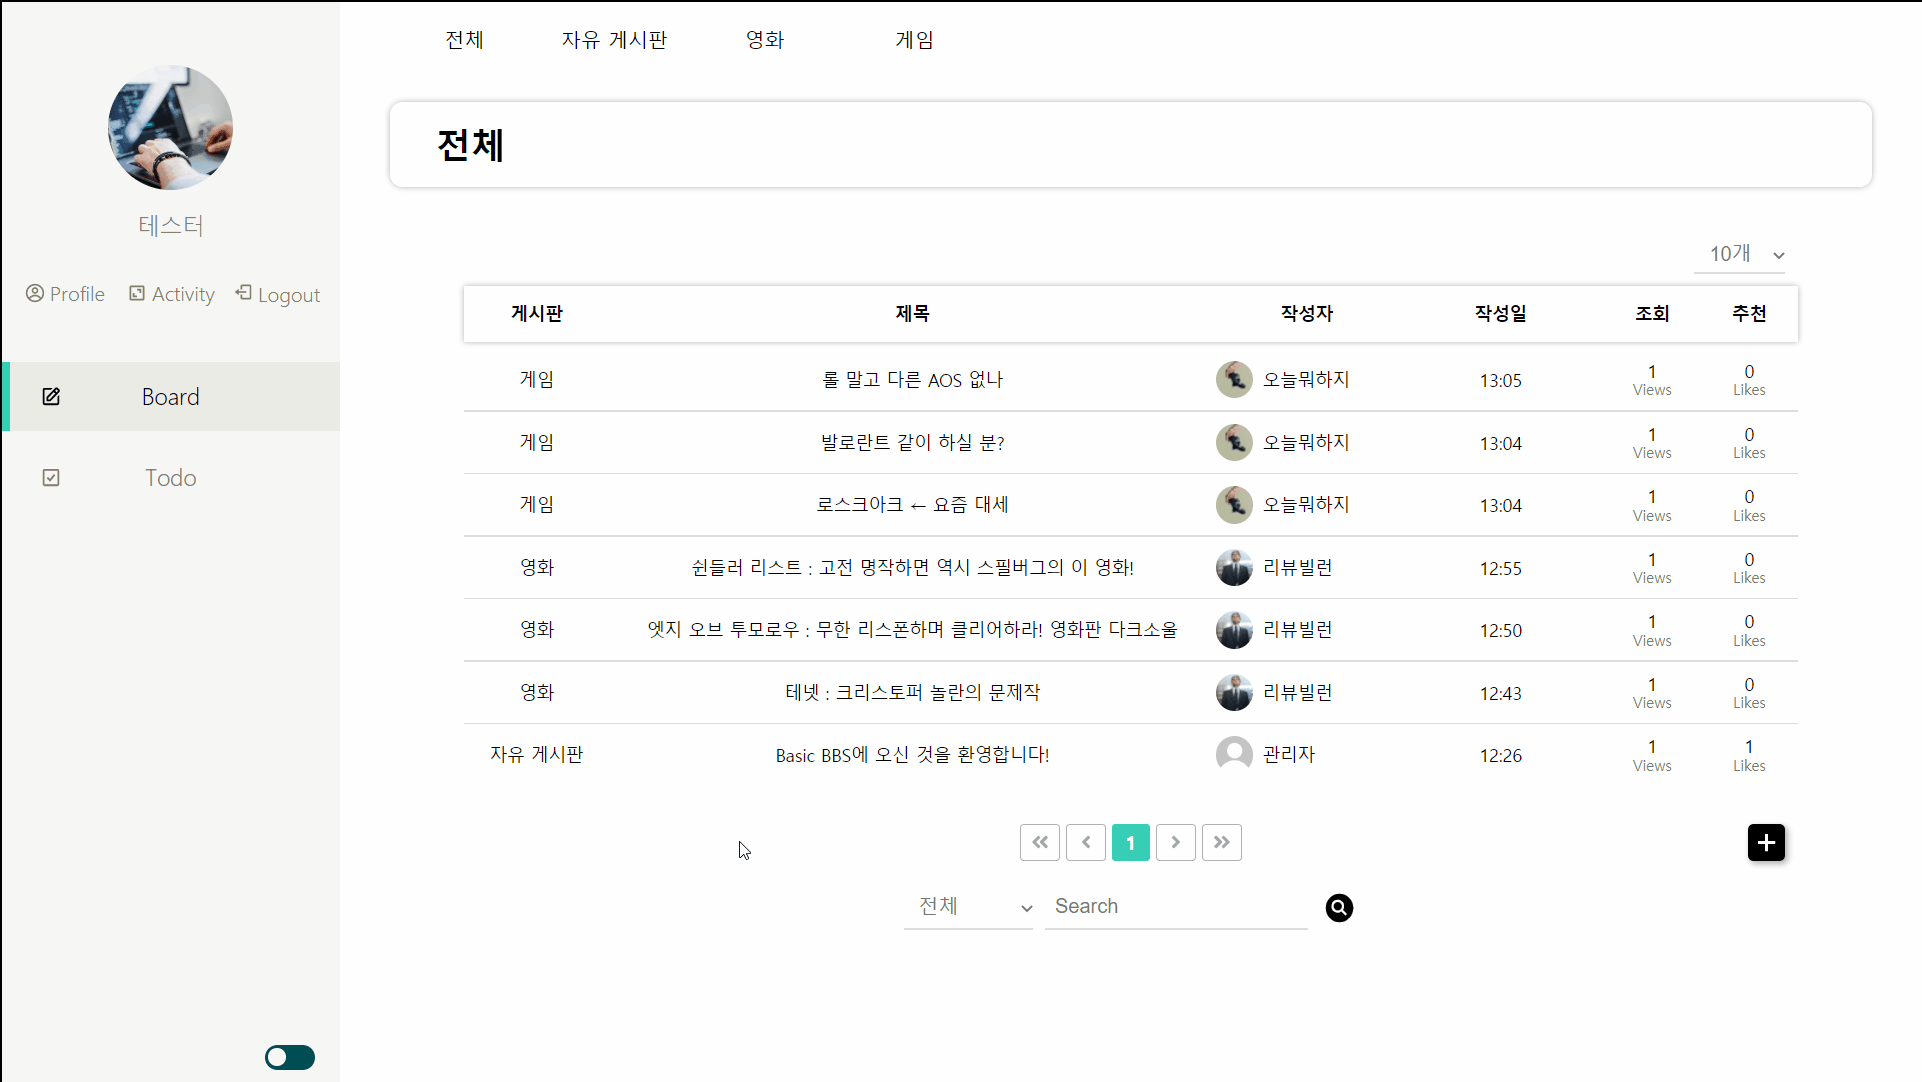 전체 자유 게시판 영화 게임
전체
테스터
Profile Activity Logout
Board
Todo
10개
게시판 제목 작성자 작성일 조회 추천
게임 롤 말고 다른 AOS 없나 오늘뭐하지 13:05 1 Views 0 Likes
게임 발로란트 같이 하실 분? 오늘뭐하지 13:04 1 Views 0 Likes
게임 로스크아크 ← 요즘 대세 오늘뭐하지 13:04 1 Views 0 Likes
영화 쉰들러 리스트 : 고전 명작하면 역시 스필버그의 이 영화! 리뷰빌런 12:55 1 Views 0 Likes
영화 엣지 오브 투모로우 : 무한 리스폰하며 클리어하라! 영화판 다크소울 리뷰빌런 12:50 1 Views 0 Likes
영화 테넷 : 크리스토퍼 놀란의 문제작 리뷰빌런 12:43 1 Views 0 Likes
자유 게시판 Basic BBS에 오신 것을 환영합니다! 관리자 12:26 1 Views 1 Likes
1
전체 Search